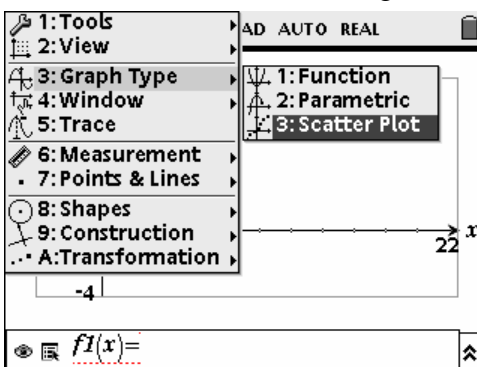 1: Tools
2: View
3: Graph Type
4: Window
5: Trace
6: Measurement
7: Points & Lines
8: Shapes
9: Construction
A: Transformation
AD AUTO REAL
1: Function
2: Parametric
3: Scatter Plot
x
22
-4
f1(x)=